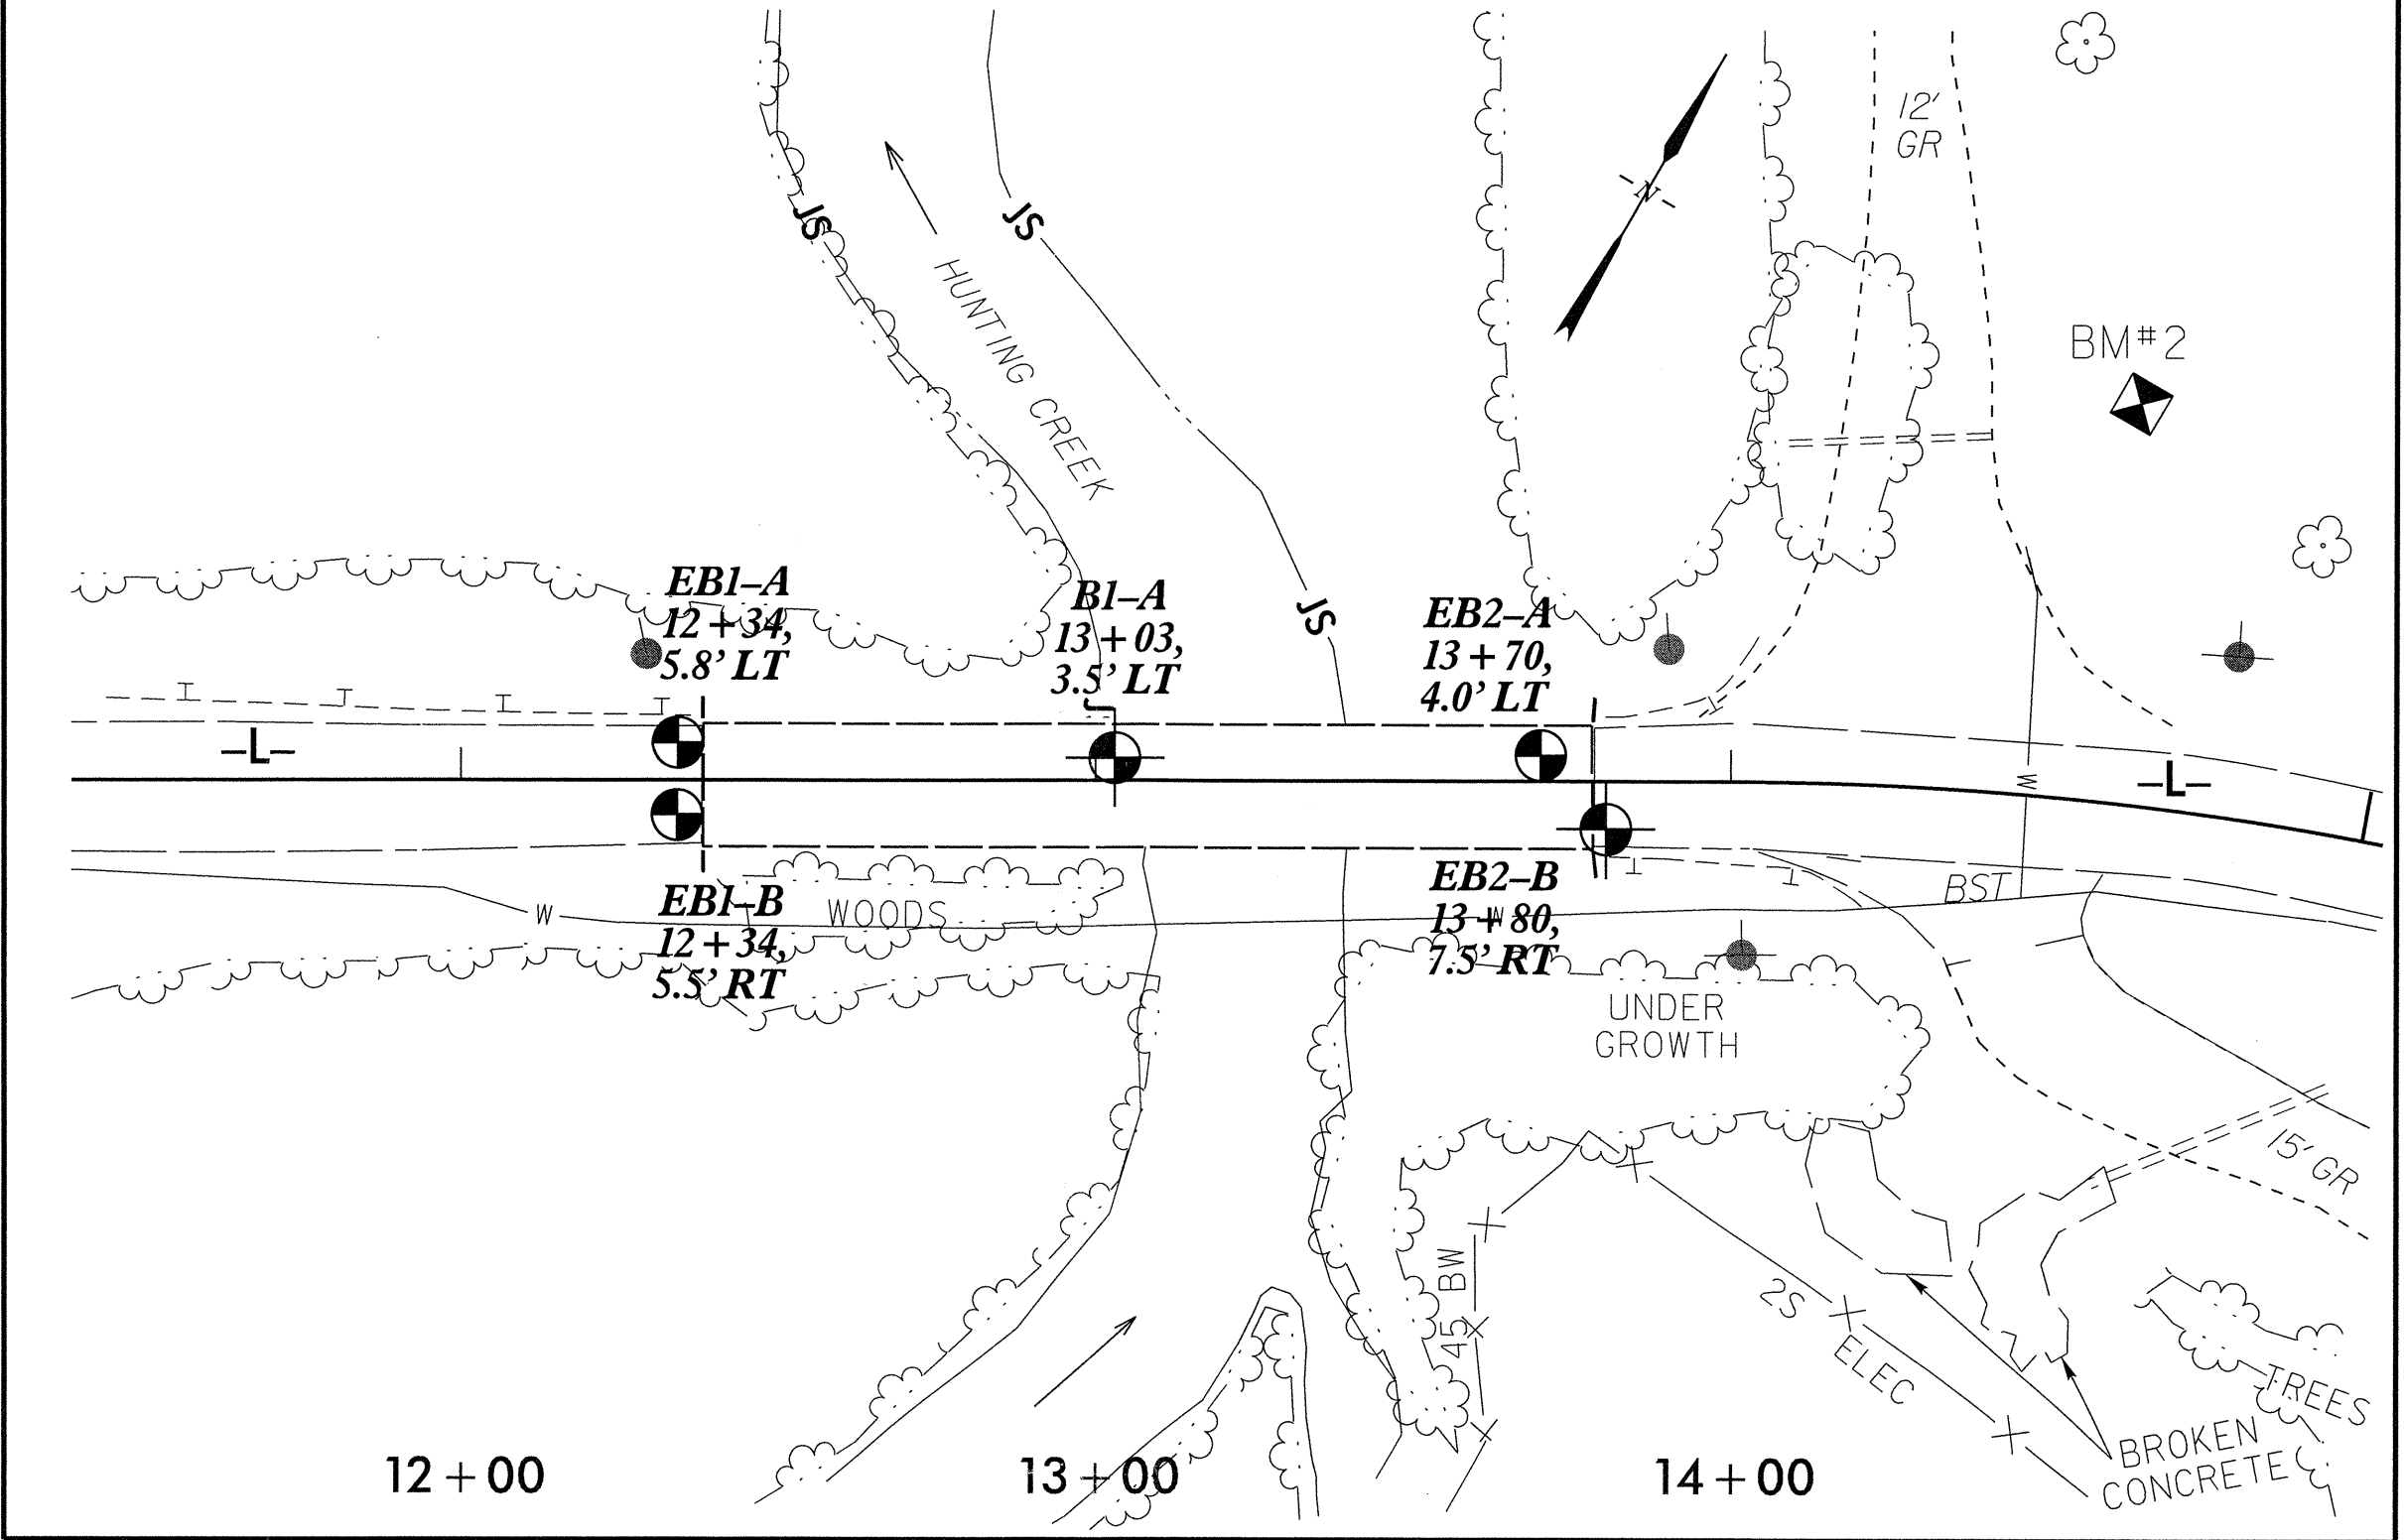 12'
GR
JS
JS
N
HUNTING CREEK
BM#2
EB1–A
12+34,
5.8' LT
B1–A
13+03,
3.5' LT
JS
EB2–A
13+70,
4.0' LT
–L–
–L–
W
EB1–B
12+34,
5.5' RT
WOODS
W
EB2–B
13+80,
7.5' RT
W
BST
UNDER
GROWTH
15' GR
45 BW
2S
ELEC
TREES
BROKEN
CONCRETE
12+00
13+00
14+00